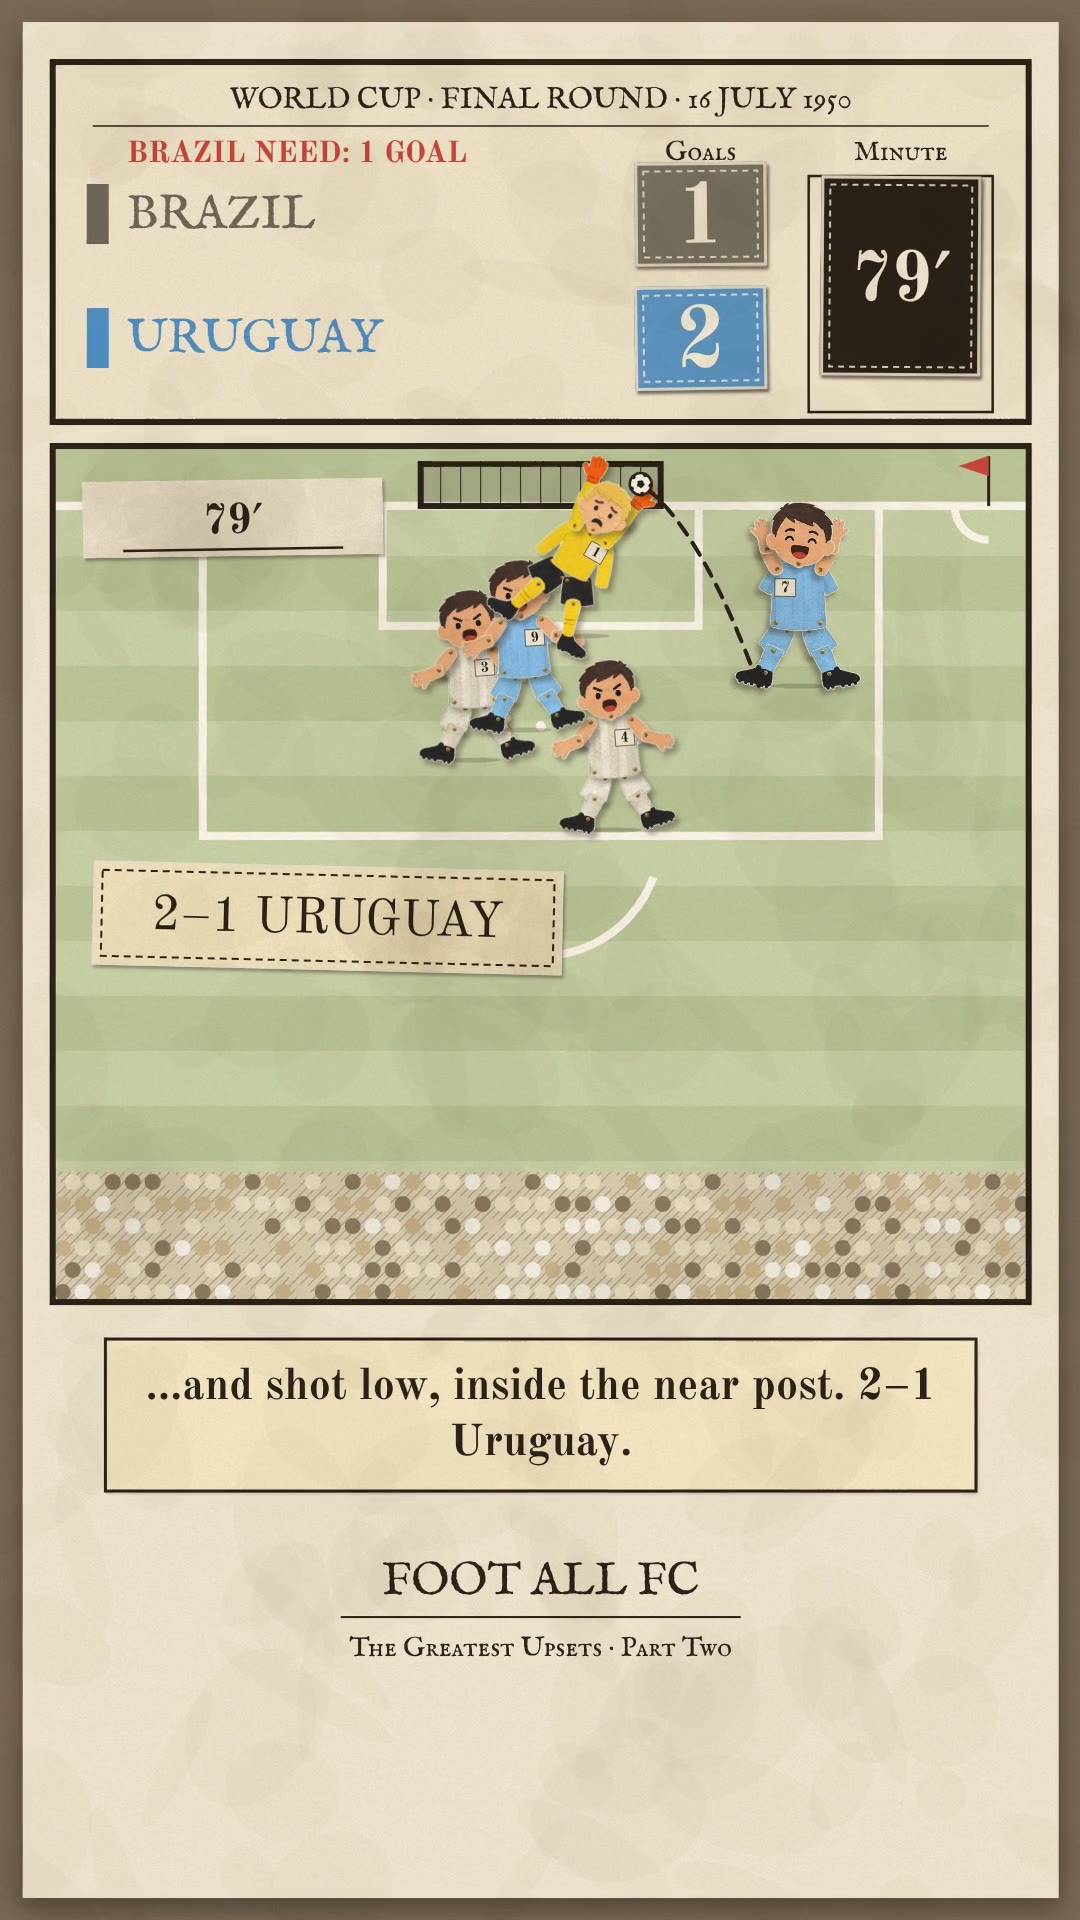 WORLD CUP · FINAL ROUND · 16 JULY 1950
BRAZIL NEED: 1 GOAL
Goals
Minute
BRAZIL
1
79′
URUGUAY
2
79′
1
7
9
3
4
2–1 URUGUAY
...and shot low, inside the near post. 2–1
Uruguay.
FOOT ALL FC
The Greatest Upsets · Part Two